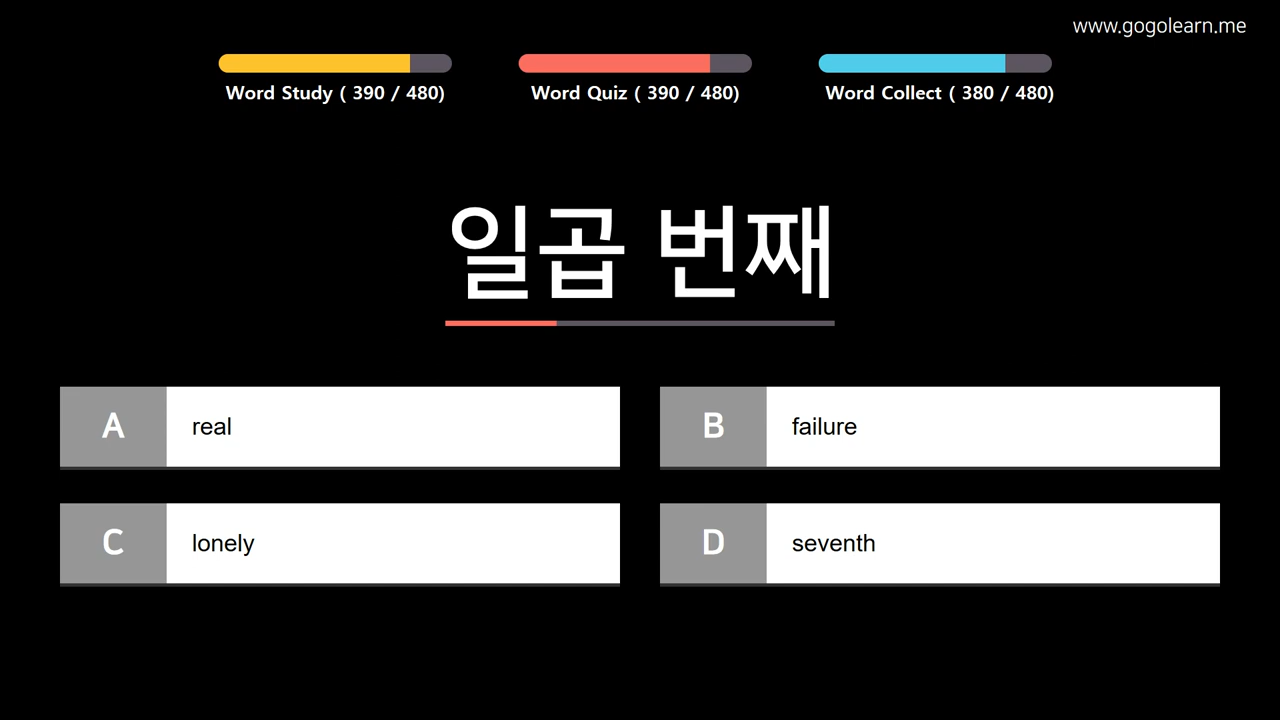 www.gogolearn.me
Word Study ( 390 / 480)
Word Quiz ( 390 / 480)
Word Collect ( 380 / 480)
일곱 번째
A
real
B
failure
C
lonely
D
seventh